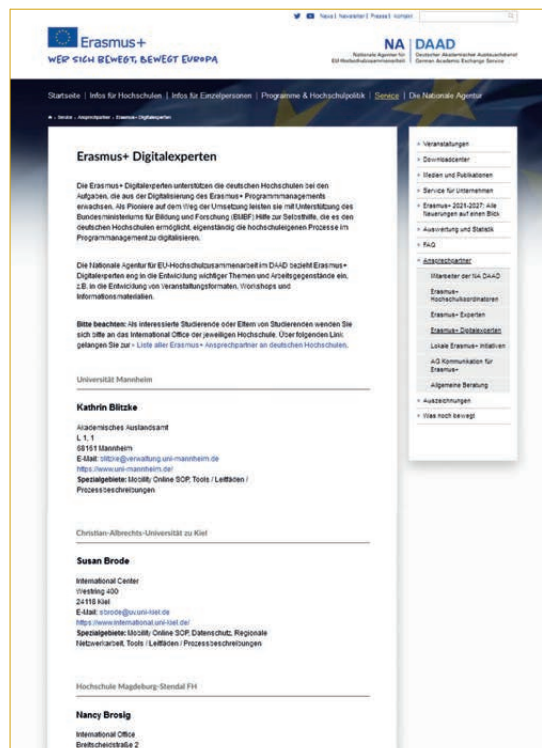 News | Newsletter | Presse | Kontakt
Erasmus+
WER SICH BEWEGT, BEWEGT EUROPA
NA | DAAD
Nationale Agentur für
EU-Hochschulzusammenarbeit
Deutscher Akademischer Austauschdienst
German Academic Exchange Service
Startseite | Infos für Hochschulen | Infos für Einzelpersonen | Programme & Hochschulpolitik | Service | Die Nationale Agentur
Service › Ansprechpartner › Erasmus+ Digitalexperten
Erasmus+ Digitalexperten
Die Erasmus+ Digitalexperten unterstützen die deutschen Hochschulen bei den
Aufgaben, die aus der Digitalisierung des Erasmus+ Programmmanagements
erwachsen. Als Pioniere auf dem Weg der Umsetzung leisten sie mit Unterstützung des
Bundesministeriums für Bildung und Forschung (BMBF) Hilfe zur Selbsthilfe, die es den
deutschen Hochschulen ermöglicht, eigenständig die hochschuleigenen Prozesse im
Programmanagement zu digitalisieren.
Die Nationale Agentur für EU-Hochschulzusammenarbeit im DAAD bezieht Erasmus+
Digitalexperten eng in die Entwicklung wichtiger Themen und Arbeitsgegenstände ein,
z.B. in die Entwicklung von Veranstaltungsformaten, Workshops und
Informationsmaterialien.
Bitte beachten: Als interessierte Studierende oder Eltern von Studierenden wenden Sie
sich bitte an das International Office der jeweiligen Hochschule. Über folgenden Link
gelangen Sie zur › Liste aller Erasmus+ Ansprechpartner an deutschen Hochschulen.
Universität Mannheim
Kathrin Blitzke
Akademisches Auslandsamt
L 1, 1
68161 Mannheim
E-Mail: blitzke@verwaltung.uni-mannheim.de
https://www.uni-mannheim.de/
Spezialgebiete: Mobility Online SOP, Tools / Leitfäden /
Prozessbeschreibungen
Christian-Albrechts-Universität zu Kiel
Susan Brode
International Center
Westring 400
24118 Kiel
E-Mail: sbrode@uv.uni-kiel.de
https://www.international.uni-kiel.de/
Spezialgebiete: Mobility Online SOP, Datenschutz, Regionale
Netzwerkarbeit, Tools / Leitfäden / Prozessbeschreibungen
Hochschule Magdeburg-Stendal FH
Nancy Brosig
International Office
Breitscheidstraße 2
› Veranstaltungen
› Downloadcenter
› Medien und Publikationen
› Service für Unternehmen
› Erasmus+ 2021-2027: Alle
Neuerungen auf einen Blick
› Auswertung und Statistik
› FAQ
› Ansprechpartner
Mitarbeiter der NA DAAD
Erasmus+
Hochschulkoordinatoren
Erasmus+ Experten
Erasmus+ Digitalexperten
Lokale Erasmus+ Initiativen
AG Kommunikation für
Erasmus+
Allgemeine Beratung
› Auszeichnungen
› Was noch bewegt